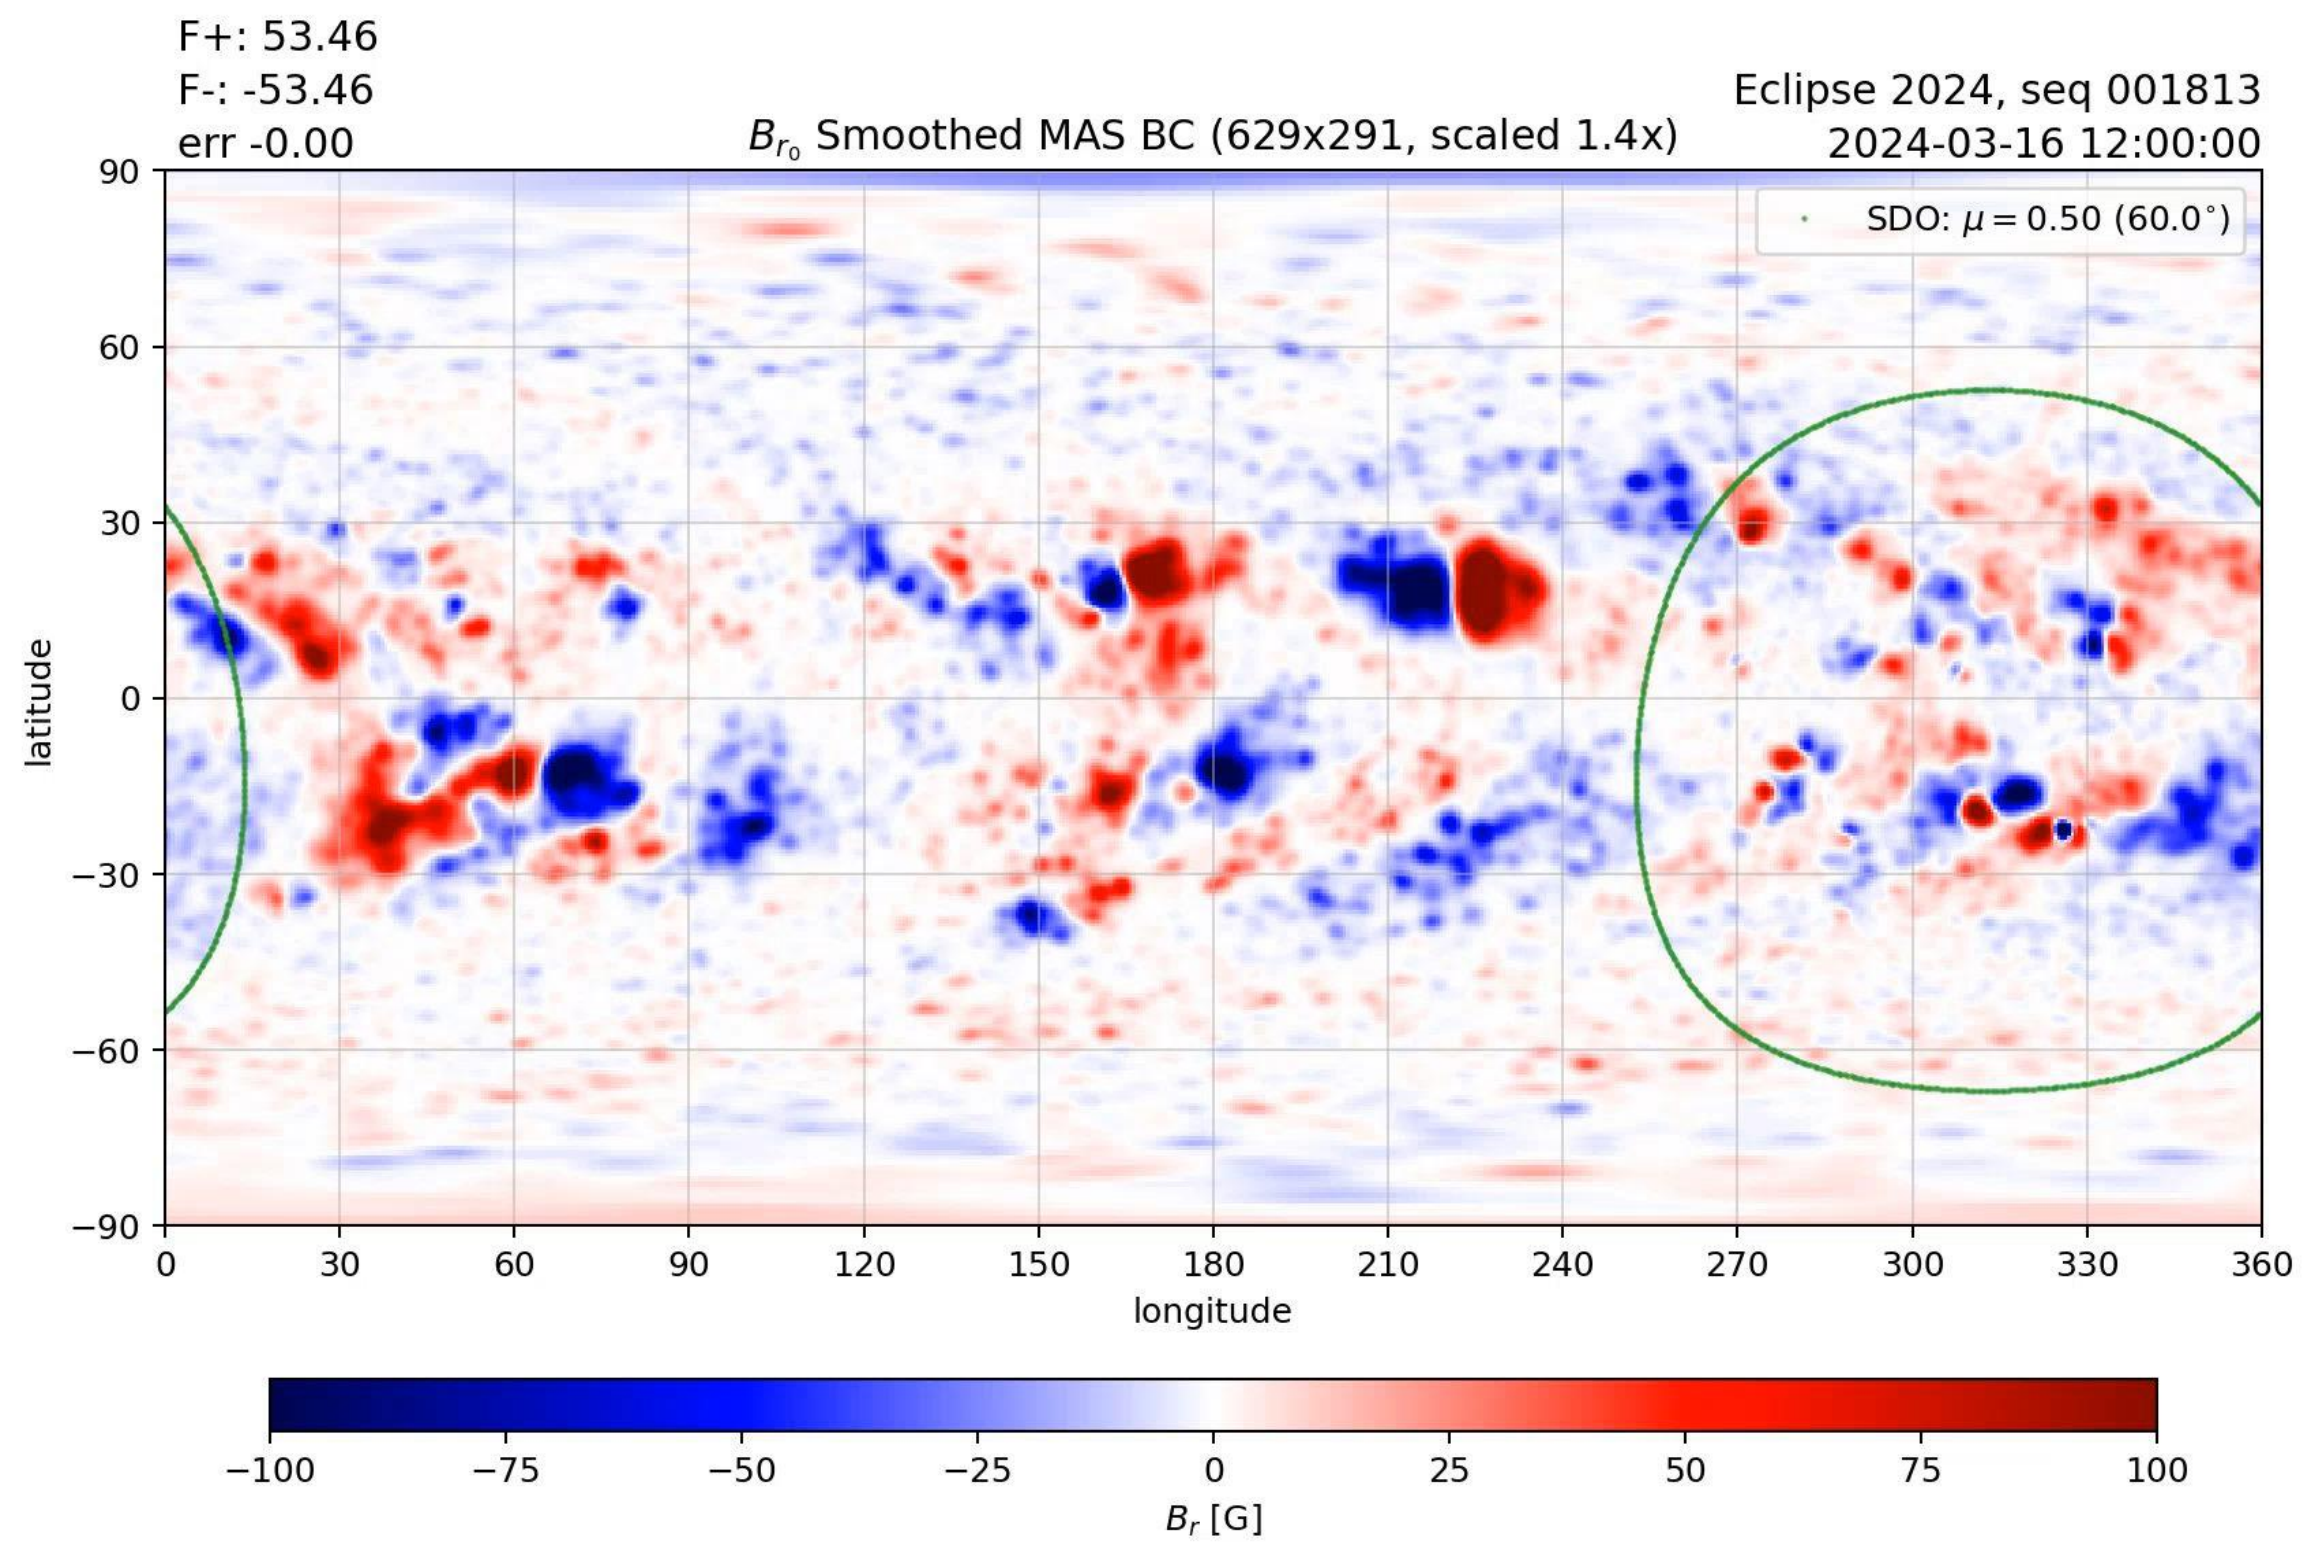 F+: 53.46
F-: -53.46
err -0.00
Eclipse 2024, seq 001813
2024-03-16 12:00:00
Br0 Smoothed MAS BC (629x291, scaled 1.4x)
SDO: μ = 0.50 (60.0°)
90
60
30
0
−30
−60
−90
latitude
0 30 60 90 120 150 180 210 240 270 300 330 360
longitude
−100 −75 −50 −25 0 25 50 75 100
Br [G]